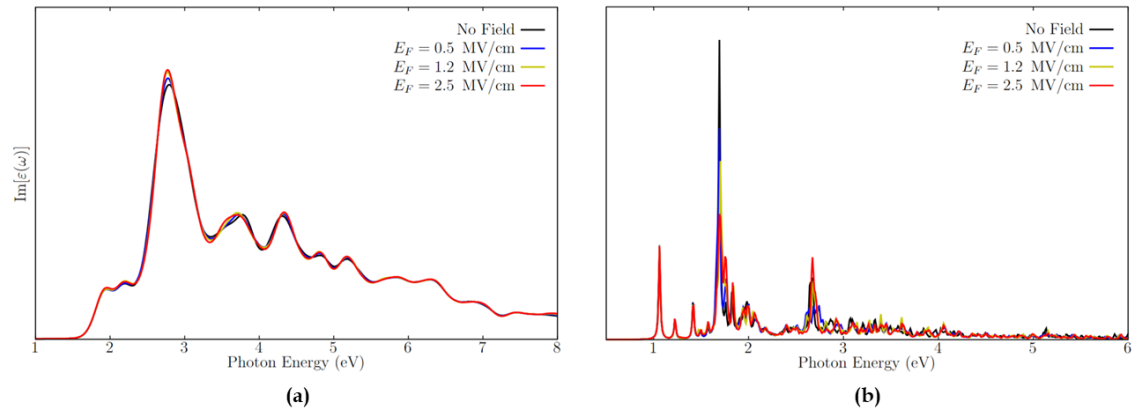 No Field
E_F = 0.5 MV/cm
E_F = 1.2 MV/cm
E_F = 2.5 MV/cm
Im[ε(ω)]
1 2 3 4 5 6 7 8
Photon Energy (eV)
(a)
No Field
E_F = 0.5 MV/cm
E_F = 1.2 MV/cm
E_F = 2.5 MV/cm
1 2 3 4 5 6
Photon Energy (eV)
(b)